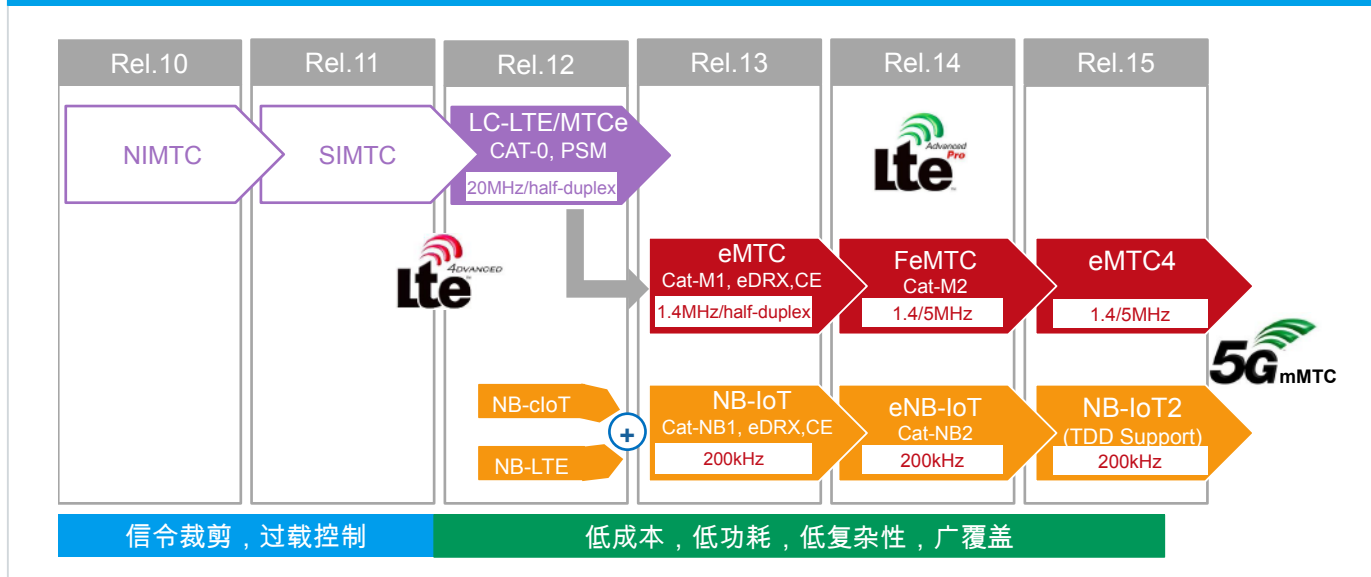 Rel.10
Rel.11
Rel.12
Rel.13
Rel.14
Rel.15
NIMTC
SIMTC
LC-LTE/MTCe
CAT-0, PSM
20MHz/half-duplex
Lte
Advanced
Pro
Lte
4DVANCED
eMTC
Cat-M1, eDRX,CE
1.4MHz/half-duplex
FeMTC
Cat-M2
1.4/5MHz
eMTC4
1.4/5MHz
5G mMTC
NB-cIoT
+
NB-LTE
NB-IoT
Cat-NB1, eDRX,CE
200kHz
eNB-IoT
Cat-NB2
200kHz
NB-IoT2
(TDD Support)
200kHz
信令裁剪，过载控制
低成本，低功耗，低复杂性，广覆盖